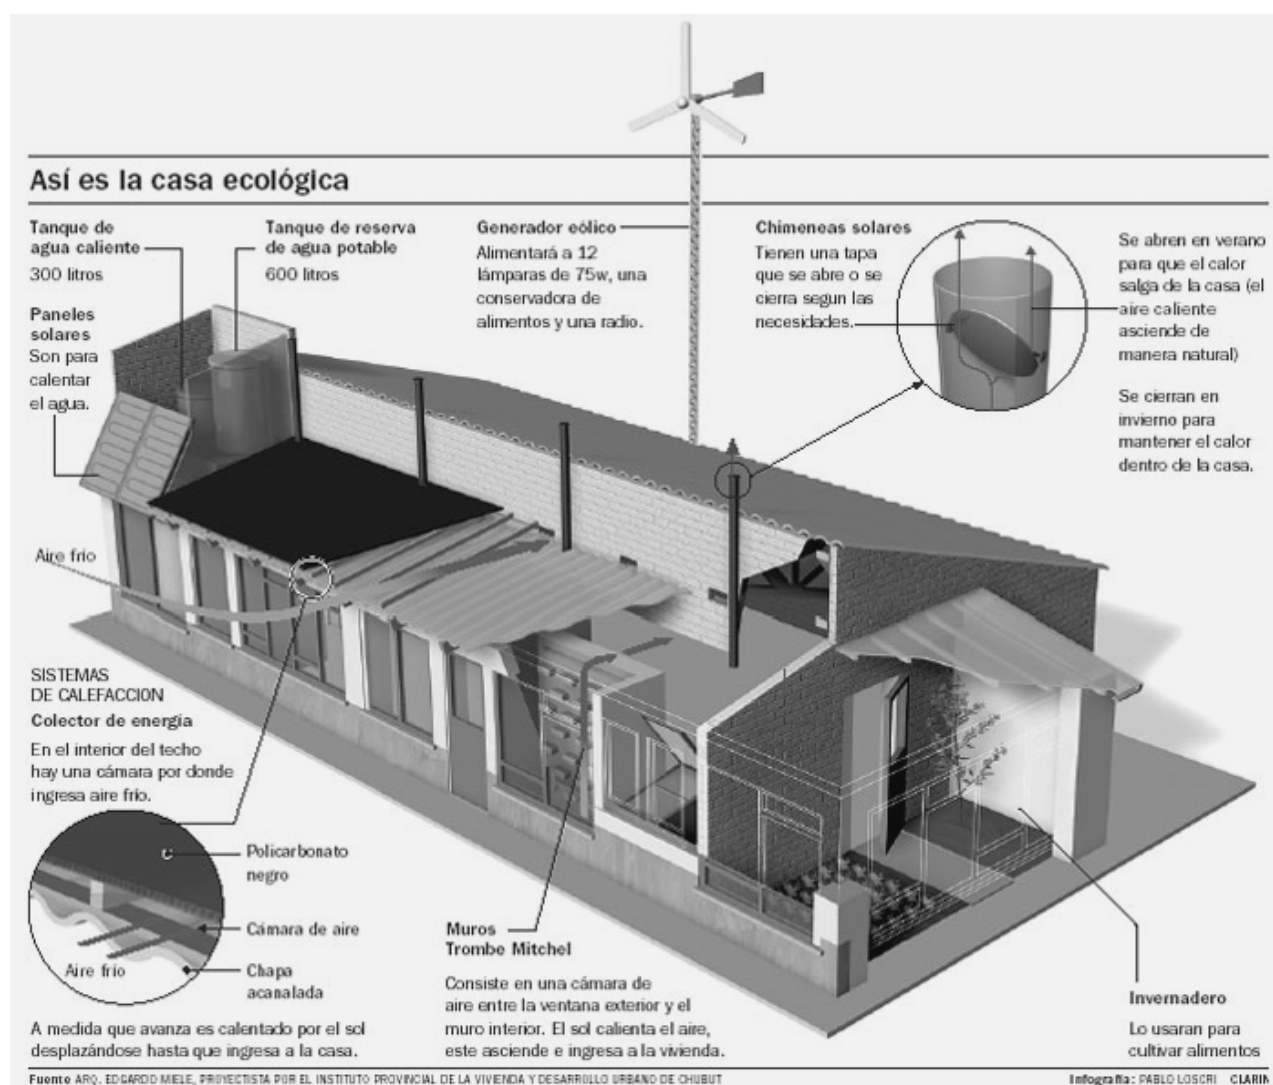 Así es la casa ecológica
Tanque de
agua caliente
300 litros
Tanque de reserva
de agua potable
600 litros
Generador eólico
Alimentará a 12
lámparas de 75w, una
conservadora de
alimentos y una radio.
Chimeneas solares
Tienen una tapa
que se abre o se
cierra segun las
necesidades.
Se abren en verano
para que el calor
salga de la casa (el
aire caliente
asciende de
manera natural)
Se cierran en
invierno para
mantener el calor
dentro de la casa.
Paneles
solares
Son para
calentar
el agua.
Aire frío
SISTEMAS
DE CALEFACCION
Colector de energía
En el interior del techo
hay una cámara por donde
ingresa aire frío.
Policarbonato
negro
Cámara de aire
Aire frío
Chapa
acanalada
A medida que avanza es calentado por el sol
desplazándose hasta que ingresa a la casa.
Muros
Trombe Mitchel
Consiste en una cámara de
aire entre la ventana exterior y el
muro interior. El sol calienta el aire,
este asciende e ingresa a la vivienda.
Invernadero
Lo usaran para
cultivar alimentos
Fuente ARQ. EDGARDO MIELE, PROYECTISTA POR EL INSTITUTO PROVINCIAL DE LA VIVIENDA Y DESARROLLO URBANO DE CHUBUT
Infografía: PABLO LOSCRI CLARIN